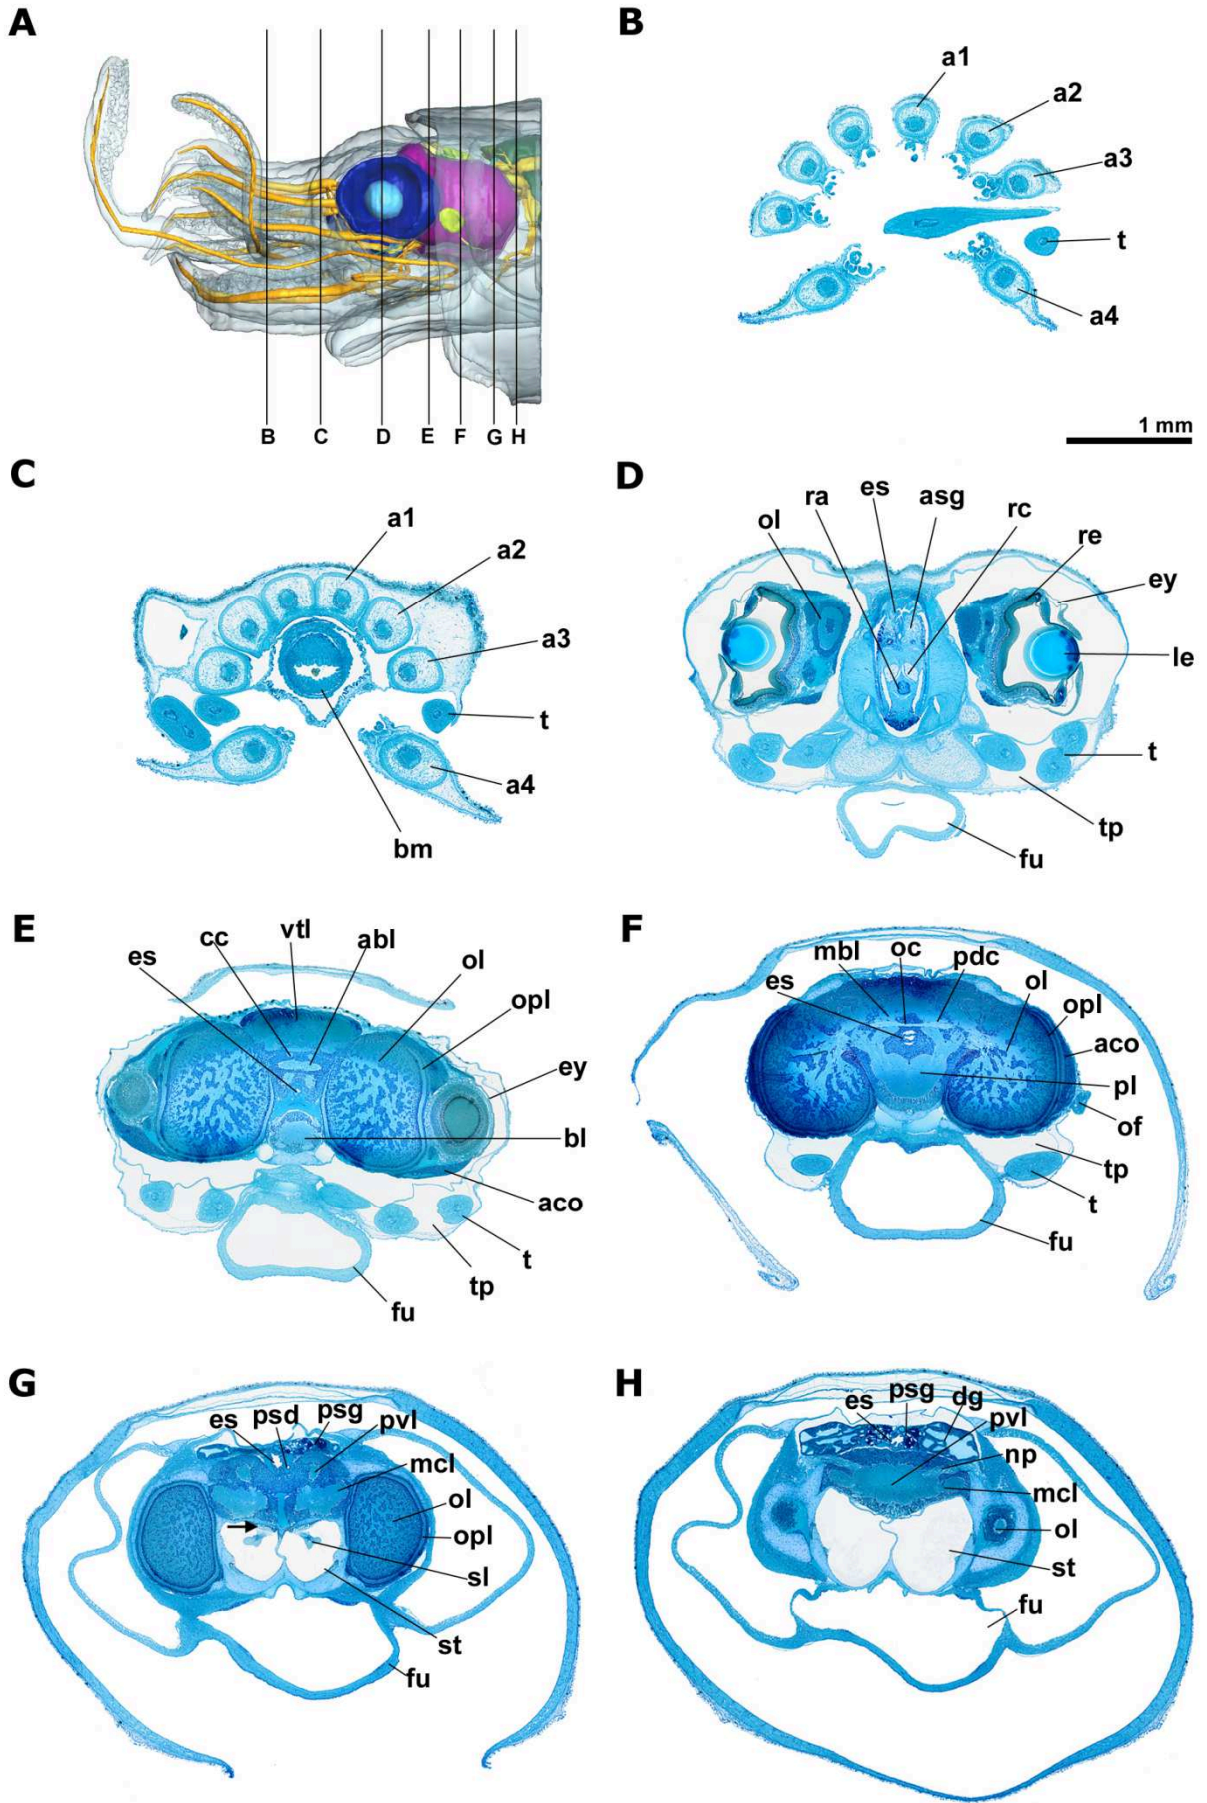 A
B C D E F G H
B
a1
a2
a3
t
a4
1 mm
C
a1
a2
a3
t
a4
bm
D
ra es asg rc
ol re
ey
le
t
tp
fu
E
cc vtl abl
es ol
opl
ey
bl
aco
t
tp
fu
F
mbl oc pdc
es ol
opl
aco
pl
of
tp
t
fu
G
es psd psg pvl
mcl
ol
opl
sl
st
fu
H
es psg dg
pvl
np
mcl
ol
st
fu